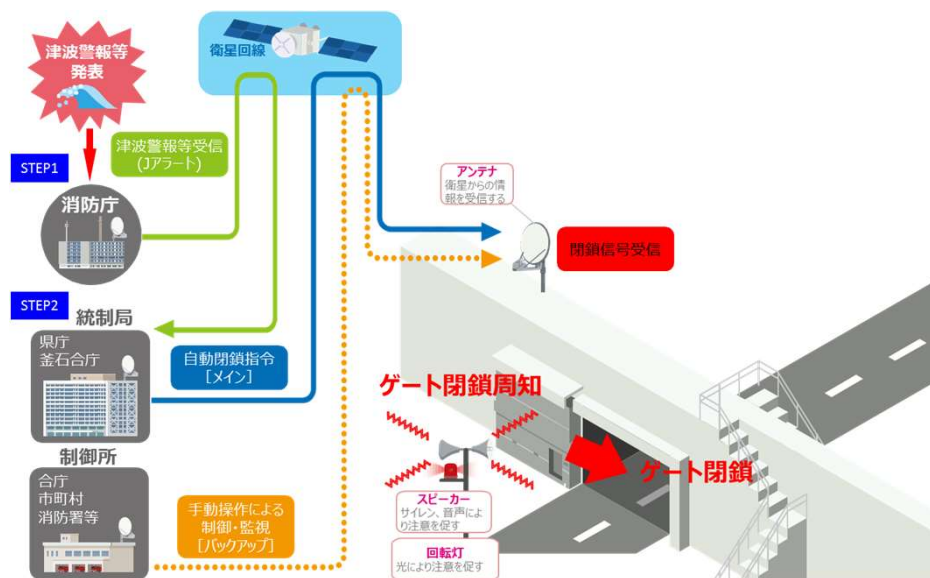 津波警報等
発表
衛星回線
津波警報等受信
(Jアラート)
STEP1
消防庁
アンテナ
衛星からの情
報を受信する
閉鎖信号受信
STEP2
統制局
県庁
釜石合庁
自動閉鎖指令
[メイン]
ゲート閉鎖周知
ゲート閉鎖
制御所
合庁
市町村
消防署等
手動操作による
制御・監視
[バックアップ]
スピーカー
サイレン、音声によ
り注意を促す
回転灯
光により注意を促す